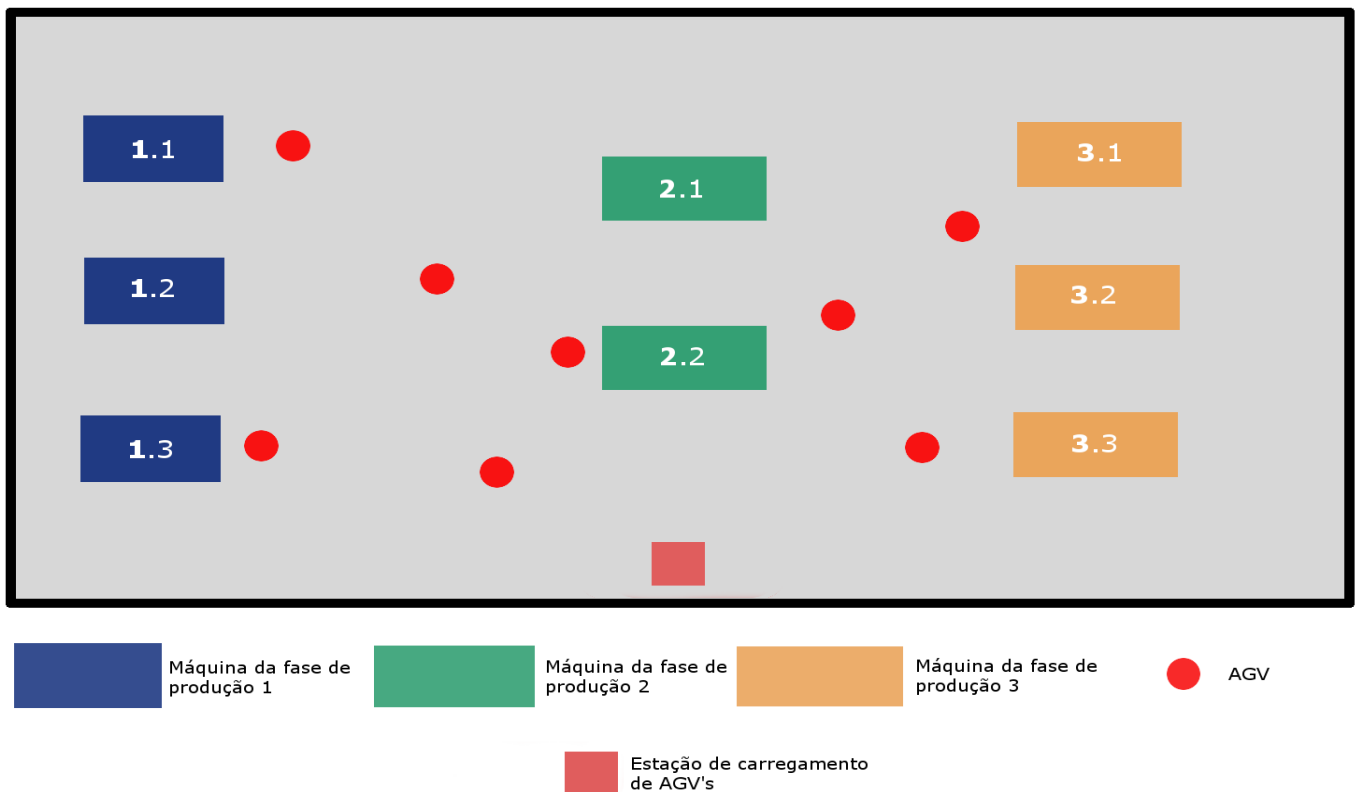 1.1
3.1
2.1
1.2
3.2
2.2
1.3
3.3
Máquina da fase de
produção 1
Máquina da fase de
produção 2
Máquina da fase de
produção 3
AGV
Estação de carregamento
de AGV's